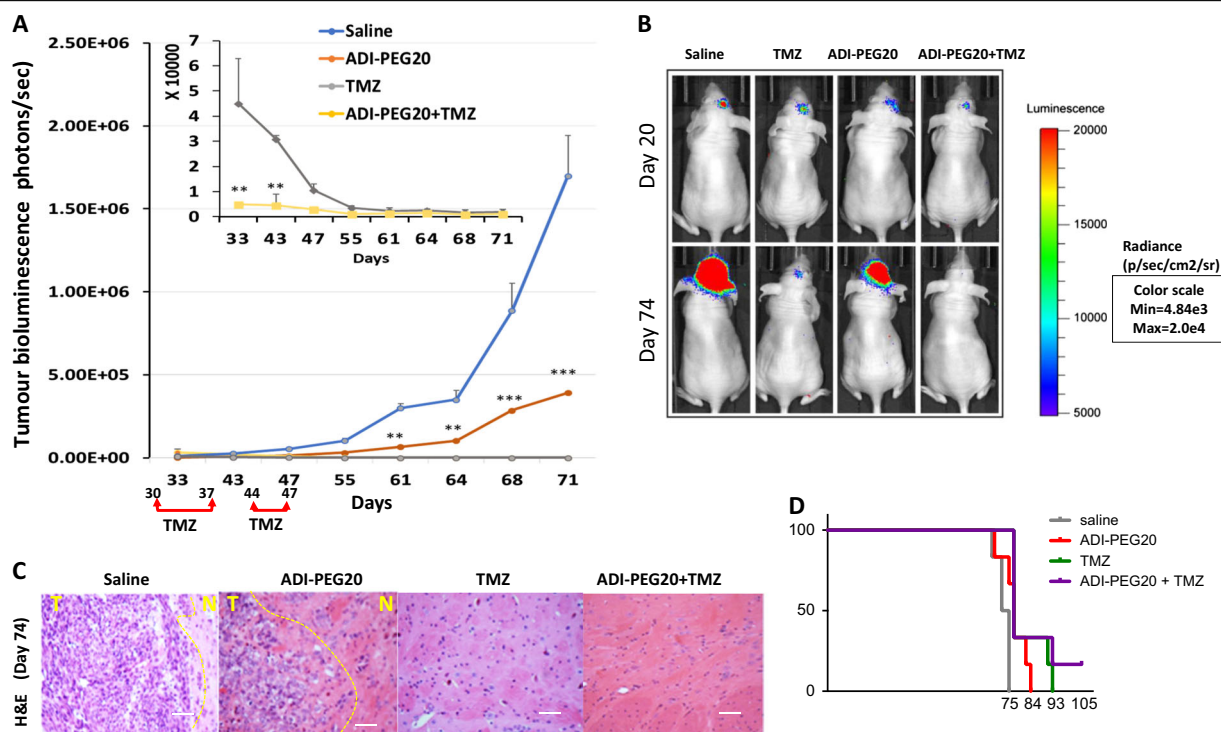 A
Tumour bioluminescence photons/sec)
2.50E+06
2.00E+06
1.50E+06
1.00E+06
5.00E+05
0.00E+00
33 43 47 55 61 64 68 71
Days
30 37 44 47
TMZ TMZ
** ** *** ***
Saline
ADI-PEG20
TMZ
ADI-PEG20+TMZ
X 10000
7
6
5
4
3
2
1
0
** **
33 43 47 55 61 64 68 71
Days
B
Saline TMZ ADI-PEG20 ADI-PEG20+TMZ
Day 20
Day 74
Luminescence
20000
10000
5000
Radiance
(p/sec/cm2/sr)
Color scale
Min=4.84e3
Max=2.0e4
C
Saline ADI-PEG20 TMZ ADI-PEG20+TMZ
H&E (Day 74)
T N T N
D
100
50
0
75 84 93 105
saline
ADI-PEG20
TMZ
ADI-PEG20 + TMZ